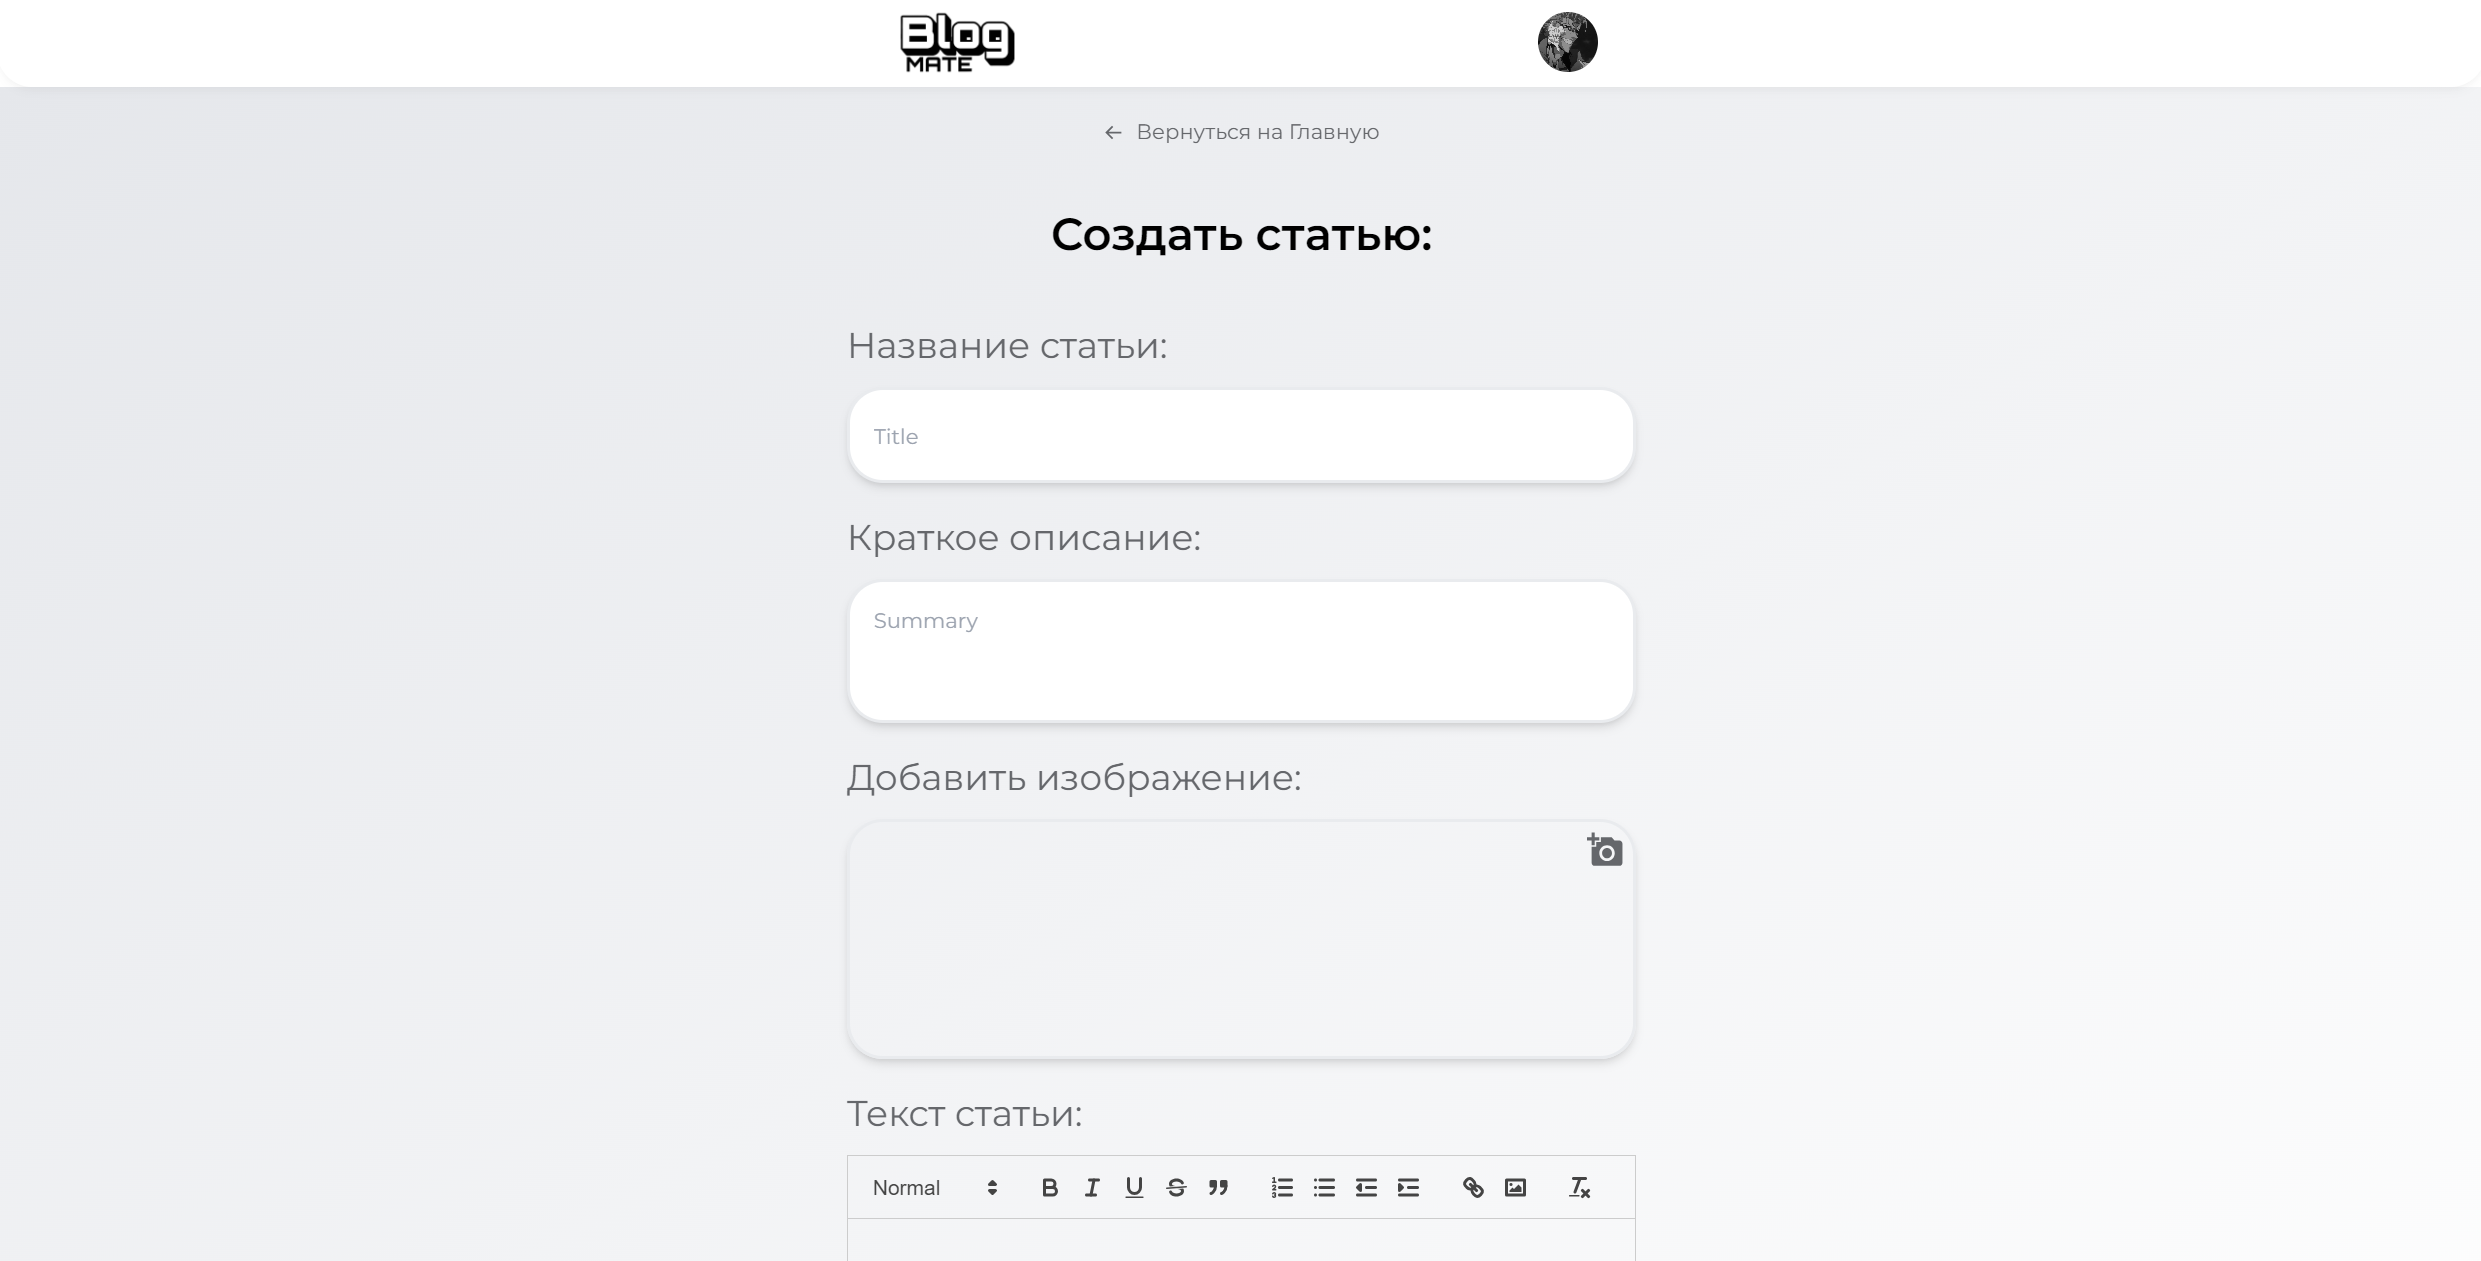 Blog
MATE
← Вернуться на Главную
Создать статью:
Название статьи:
Title
Краткое описание:
Summary
Добавить изображение:
Текст статьи:
Normal